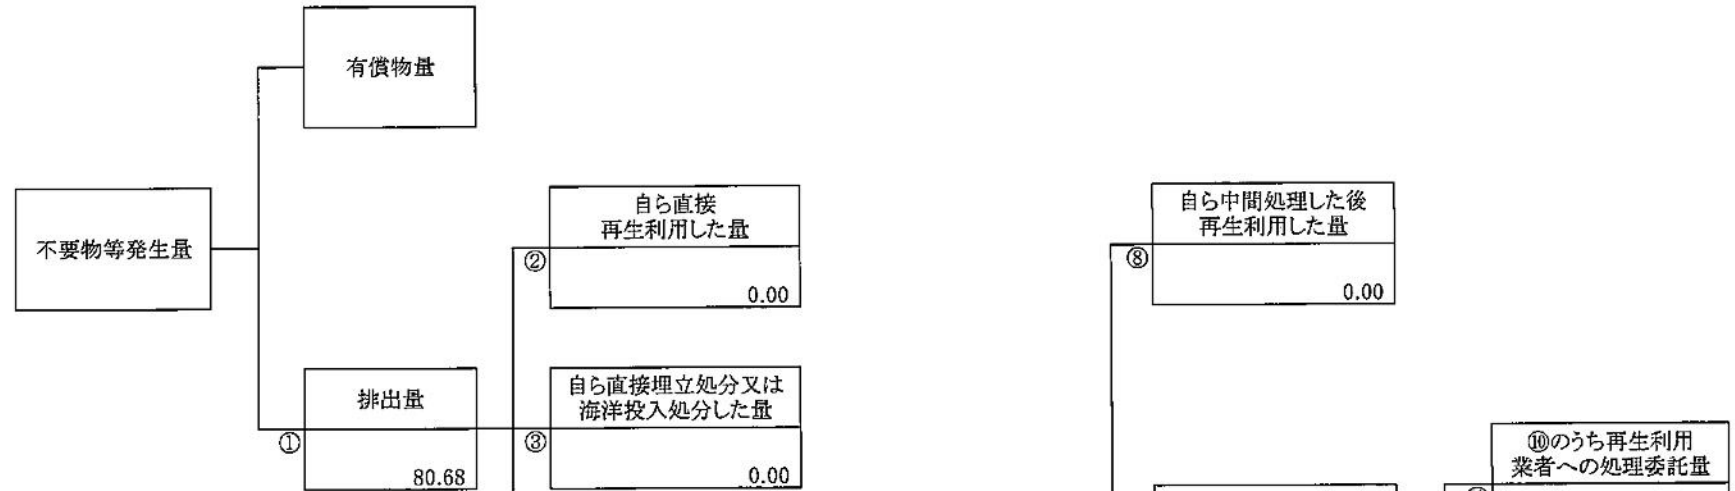 有償物量
不要物等発生量
自ら直接
再生利用した量
②
0.00
自ら中間処理した後
再生利用した量
⑧
0.00
排出量
①
80.68
自ら直接埋立処分又は
海洋投入処分した量
③
0.00
⑩のうち再生利用
業者への処理委託量